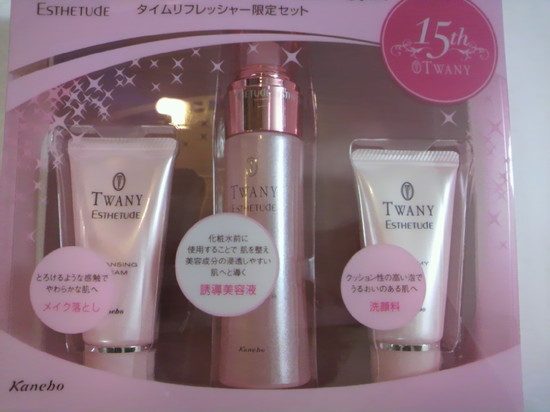 ESTHETUDE
タイムリフレッシャー限定セット
15th
TWANY
TWANY
ESTHETUDE
とろけるような感触で
やわらかな肌へ
メイク落とし
Kanebo
TWANY
ESTHETUDE
化粧水前に
使用することで 肌を整え
美容成分の浸透しやすい
肌へと導く
誘導美容液
Kanebo
TWANY
ESTHETUDE
クッション性の高い泡で
うるおいのある肌へ
洗顔料
Kanebo